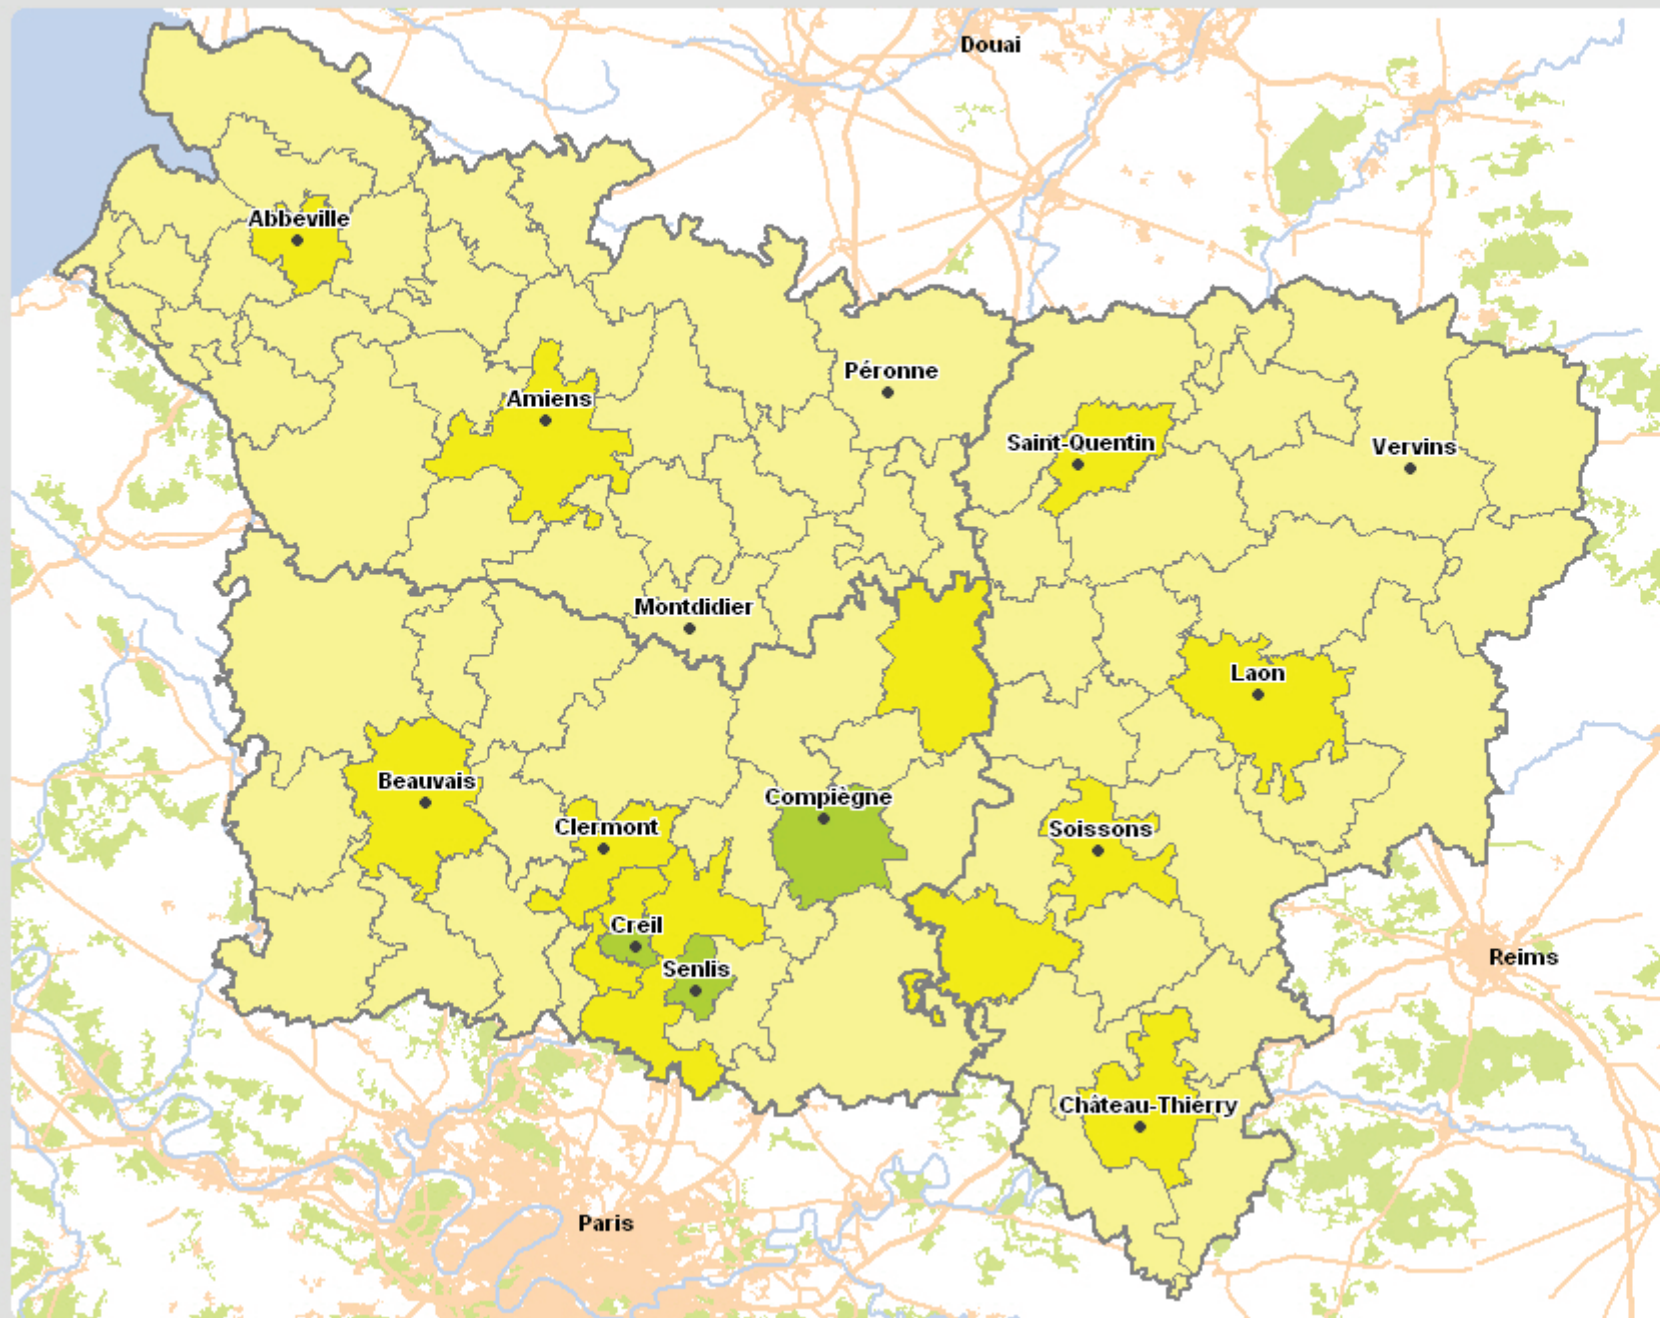 Douai
Abbeville
Péronne
Amiens
Saint-Quentin
Vervins
Montdidier
Laon
Beauvais
Compiègne
Clermont
Soissons
Creil
Senlis
Reims
Château-Thierry
Paris